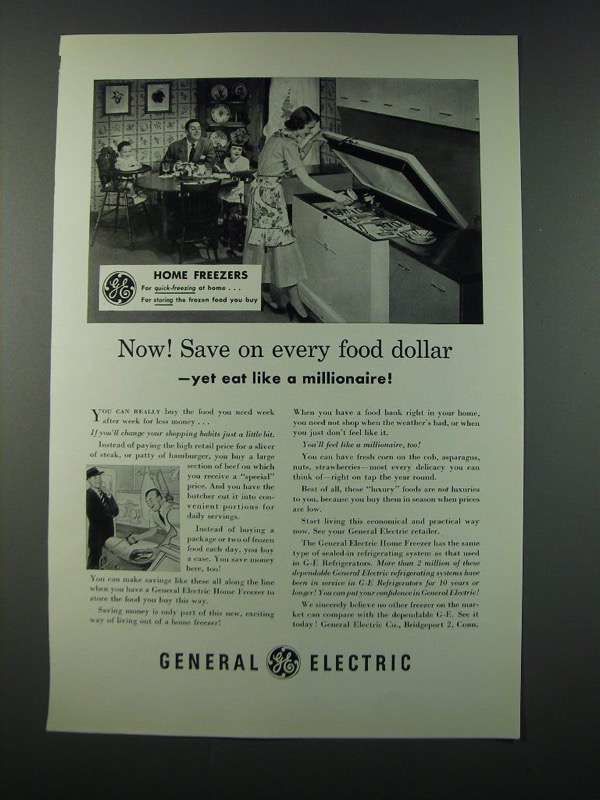 HOME FREEZERS
For quick-freezing at home . . .
For storing the frozen food you buy
Now! Save on every food dollar
—yet eat like a millionaire!
YOU CAN REALLY buy the food you need week
after week for less money . . .
If you'll change your shopping habits just a little bit.
Instead of paying the high retail price for a slicer
of steak, or patty of hamburger, you buy a large
section of beef on which
you receive a "special"
price. And you have the
butcher cut it into con-
venient portions for
daily servings.
Instead of buying a
package or two of frozen
food each day, you buy
a case. You save money
here, too!
You can make savings like these all along the line
when you have a General Electric Home Freezer to
store the food you buy this way.
Saving money is only part of this new, exciting
way of living out of a home freezer!
When you have a food bank right in your home,
you need not shop when the weather's bad, or when
you just don't feel like it.
You'll feel like a millionaire, too!
You can have fresh corn on the cob, asparagus,
nuts, strawberries—most every delicacy you can
think of—right on tap the year round.
Best of all, these "luxury" foods are not luxuries
to you, because you buy them in season when prices
are low.
Start living this economical and practical way
now. See your General Electric retailer.
The General Electric Home Freezer has the same
type of sealed-in refrigerating system as that used
in G-E Refrigerators. More than 2 million of these
dependable General Electric refrigerating systems have
been in service in G-E Refrigerators for 10 years or
longer! You can put your confidence in General Electric!
We sincerely believe no other freezer on the mar-
ket can compare with the dependable G-E. See it
today! General Electric Co., Bridgeport 2, Conn.
GENERAL GE ELECTRIC